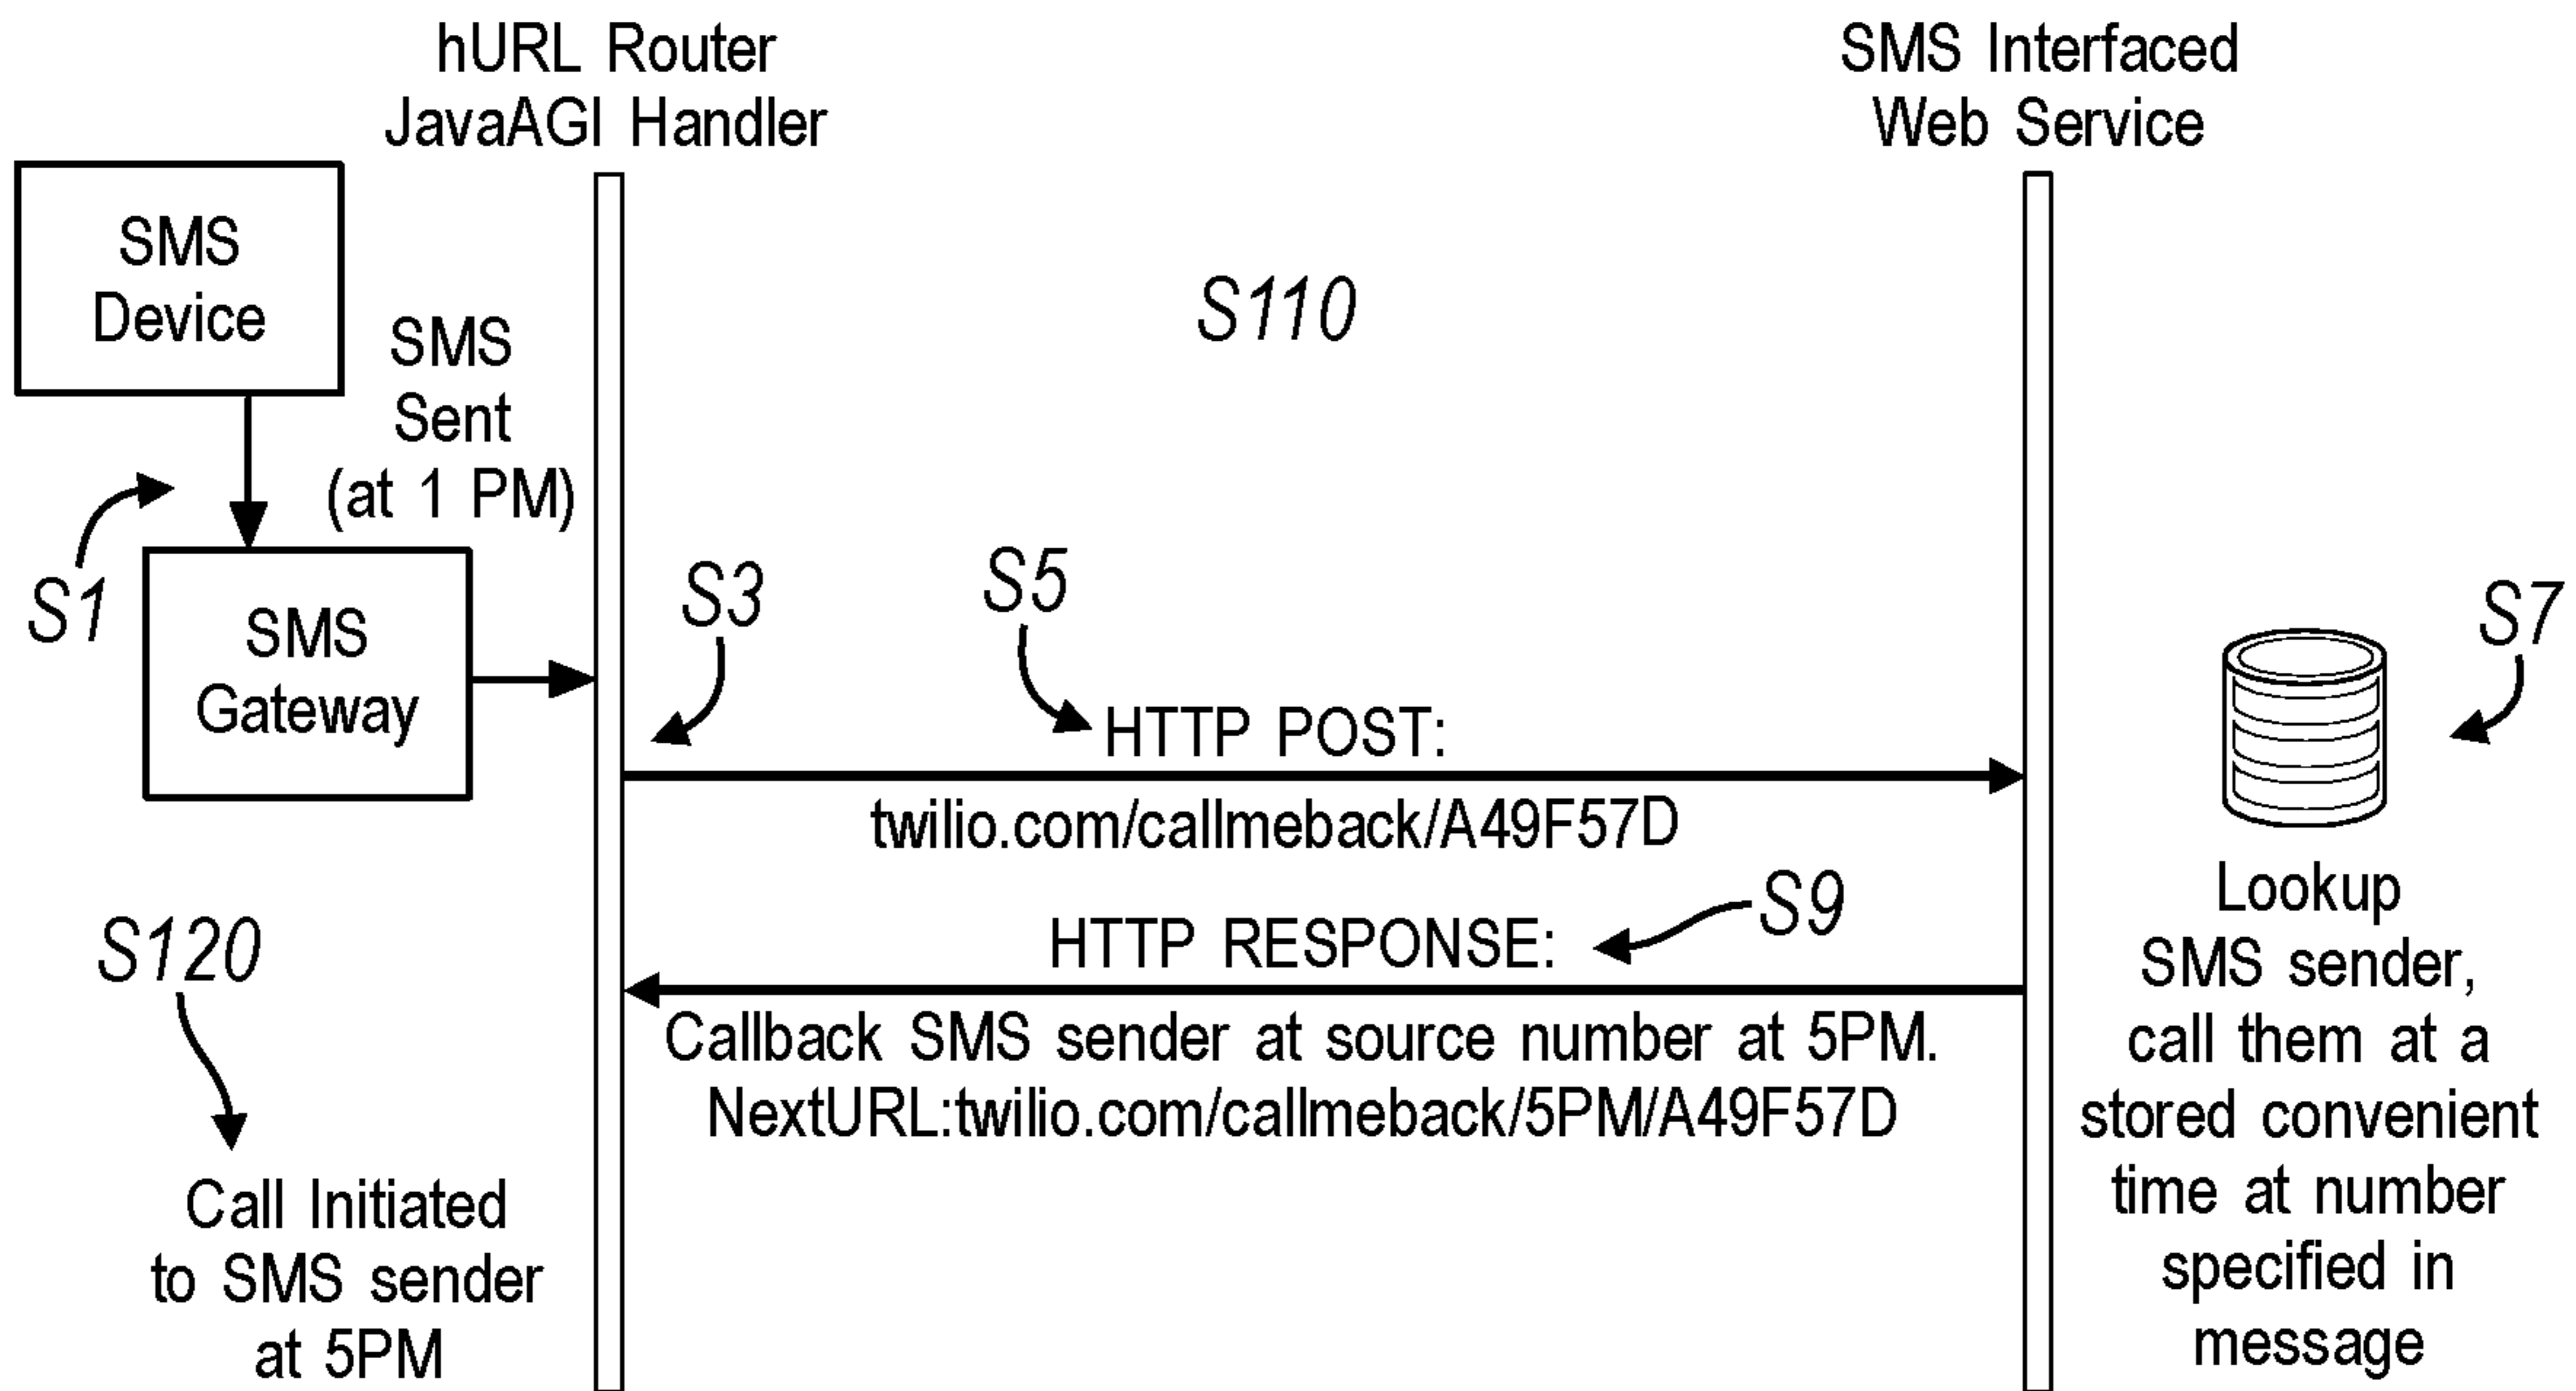 hURL Router
JavaAGI Handler
SMS Interfaced
Web Service
SMS
Device
SMS
Sent
(at 1 PM)
S110
S1
SMS
Gateway
S3
S5
S7
HTTP POST:
twilio.com/callmeback/A49F57D
S9
HTTP RESPONSE:
Callback SMS sender at source number at 5PM.
NextURL:twilio.com/callmeback/5PM/A49F57D
Lookup
SMS sender,
call them at a
stored convenient
time at number
specified in
message
S120
Call Initiated
to SMS sender
at 5PM